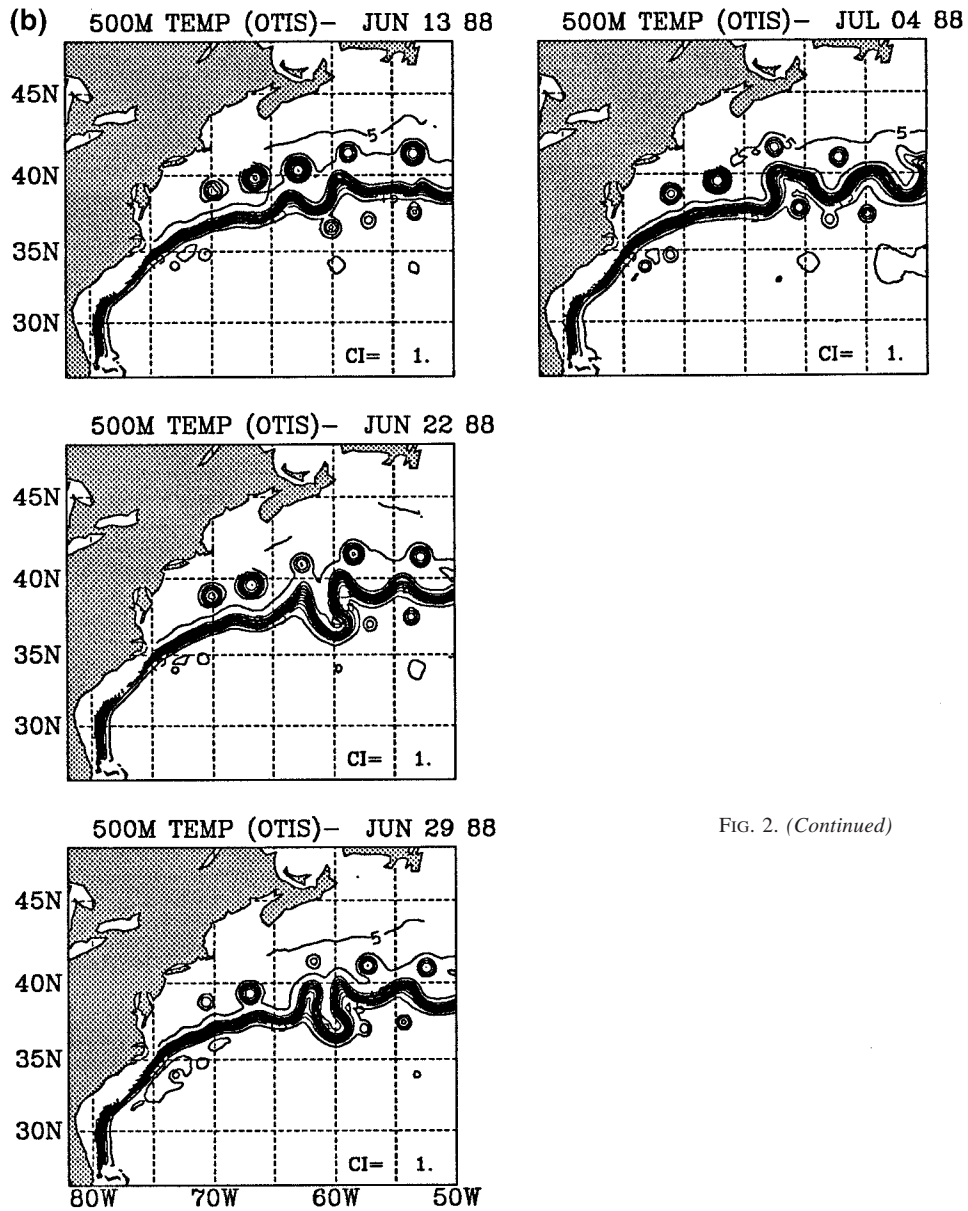 (b) 500M TEMP (OTIS)– JUN 13 88
45N
40N
35N
30N
5
CI= 1.
500M TEMP (OTIS)– JUL 04 88
5
5
CI= 1.
500M TEMP (OTIS)– JUN 22 88
45N
40N
35N
30N
CI= 1.
500M TEMP (OTIS)– JUN 29 88
45N
40N
35N
30N
5
CI= 1.
80W 70W 60W 50W
FIG. 2. (Continued)